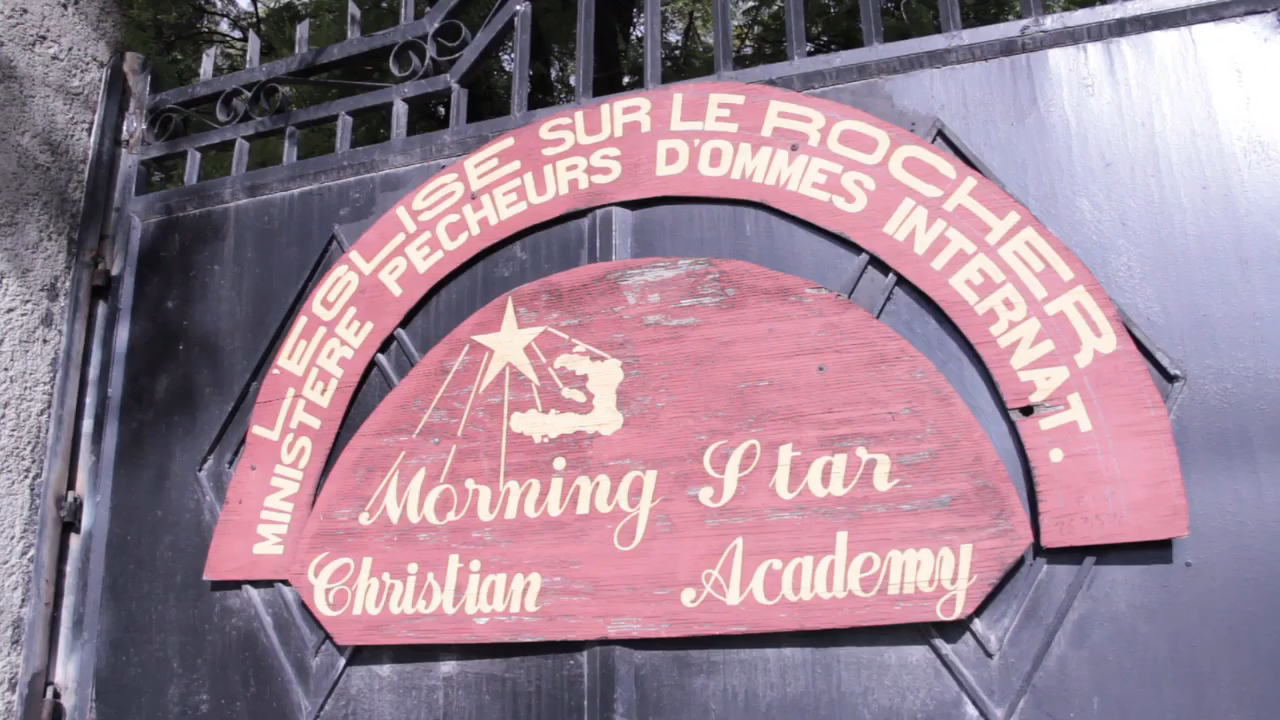 L'EGLISE SUR LE ROCHER
MINISTERE PECHEURS D'OMMES INTERNAT.
Morning Star
Christian Academy